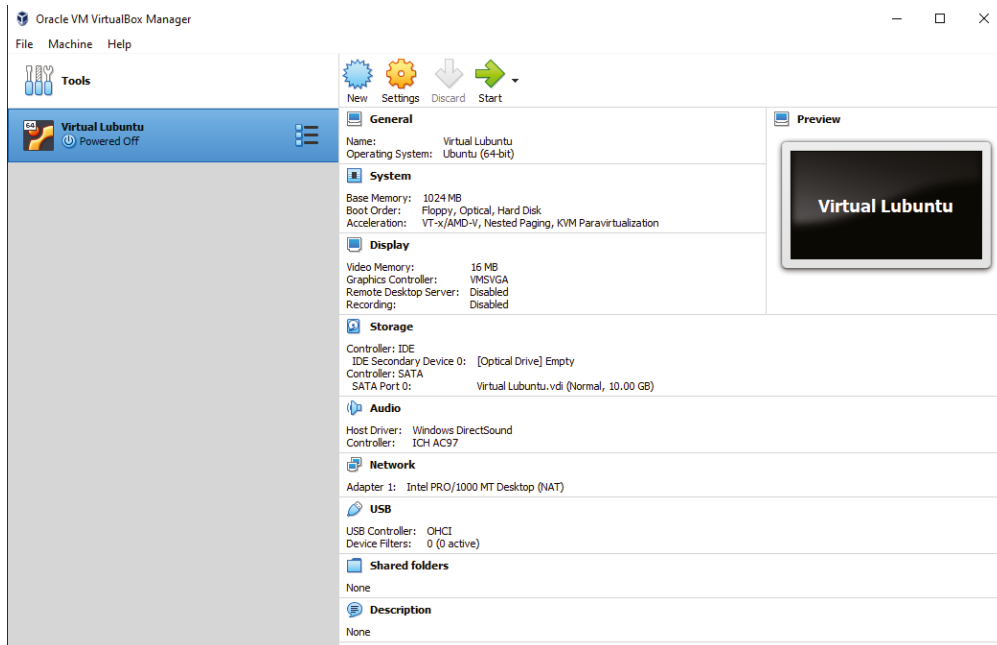 Oracle VM VirtualBox Manager
File Machine Help
Tools
New Settings Discard Start
64
Virtual Lubuntu
Powered Off
General
Name: Virtual Lubuntu
Operating System: Ubuntu (64-bit)
System
Base Memory: 1024 MB
Boot Order: Floppy, Optical, Hard Disk
Acceleration: VT-x/AMD-V, Nested Paging, KVM Paravirtualization
Display
Video Memory: 16 MB
Graphics Controller: VMSVGA
Remote Desktop Server: Disabled
Recording: Disabled
Storage
Controller: IDE
IDE Secondary Device 0: [Optical Drive] Empty
Controller: SATA
SATA Port 0: Virtual Lubuntu.vdi (Normal, 10.00 GB)
Audio
Host Driver: Windows DirectSound
Controller: ICH AC97
Network
Adapter 1: Intel PRO/1000 MT Desktop (NAT)
USB
USB Controller: OHCI
Device Filters: 0 (0 active)
Shared folders
None
Description
None
Preview
Virtual Lubuntu